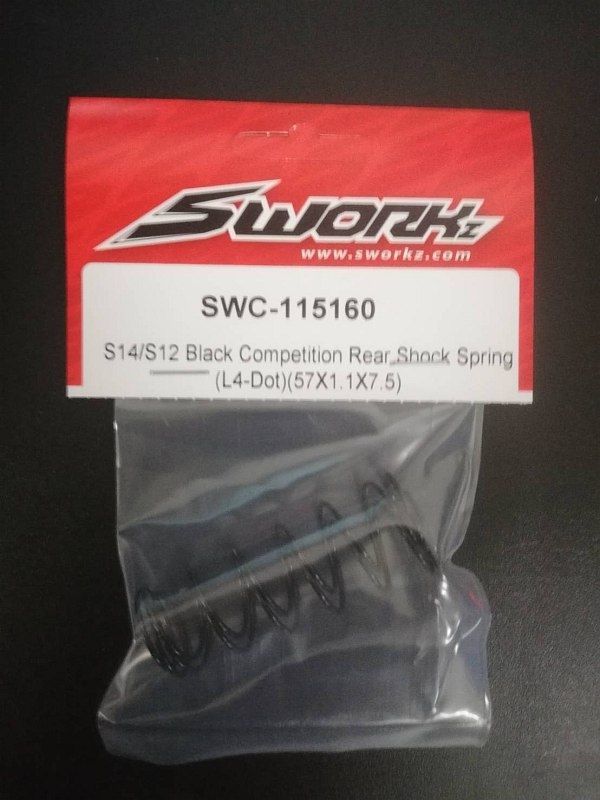 SWORKz
www.sworkz.com
SWC-115160
S14/S12 Black Competition Rear Shock Spring
(L4-Dot)(57X1.1X7.5)